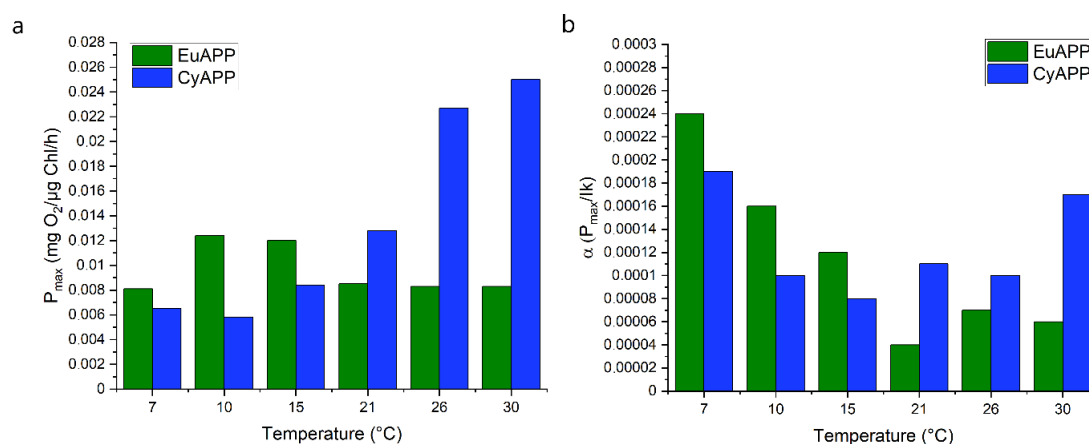 a
EuAPP
CyAPP
0.028
0.026
0.024
0.022
0.02
0.018
0.016
0.014
0.012
0.01
0.008
0.006
0.004
0.002
0
Pmax (mg O2/µg Chl/h)
7 10 15 21 26 30
Temperature (°C)
b
EuAPP
CyAPP
0.0003
0.00028
0.00026
0.00024
0.00022
0.0002
0.00018
0.00016
0.00014
0.00012
0.0001
0.00008
0.00006
0.00004
0.00002
0
α (Pmax/Ik)
7 10 15 21 26 30
Temperature (°C)